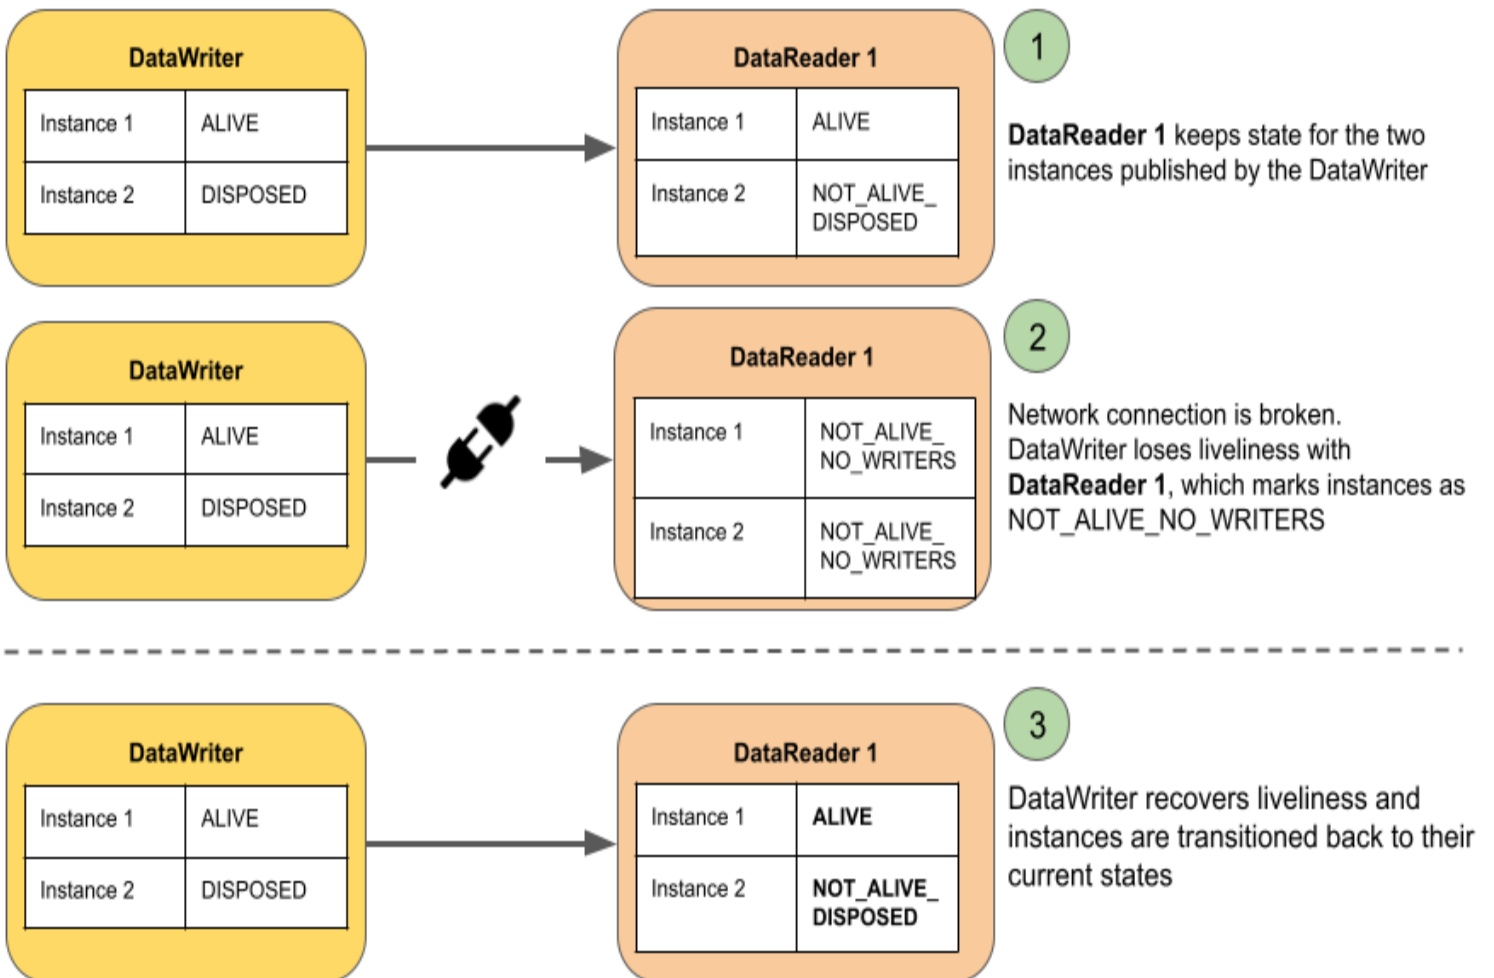 DataWriter
Instance 1 ALIVE
Instance 2 DISPOSED
DataReader 1
Instance 1 ALIVE
Instance 2 NOT_ALIVE_
DISPOSED
1
DataReader 1 keeps state for the two
instances published by the DataWriter
DataWriter
Instance 1 ALIVE
Instance 2 DISPOSED
DataReader 1
Instance 1 NOT_ALIVE_
NO_WRITERS
Instance 2 NOT_ALIVE_
NO_WRITERS
2
Network connection is broken.
DataWriter loses liveliness with
DataReader 1, which marks instances as
NOT_ALIVE_NO_WRITERS
DataWriter
Instance 1 ALIVE
Instance 2 DISPOSED
DataReader 1
Instance 1 ALIVE
Instance 2 NOT_ALIVE_
DISPOSED
3
DataWriter recovers liveliness and
instances are transitioned back to their
current states